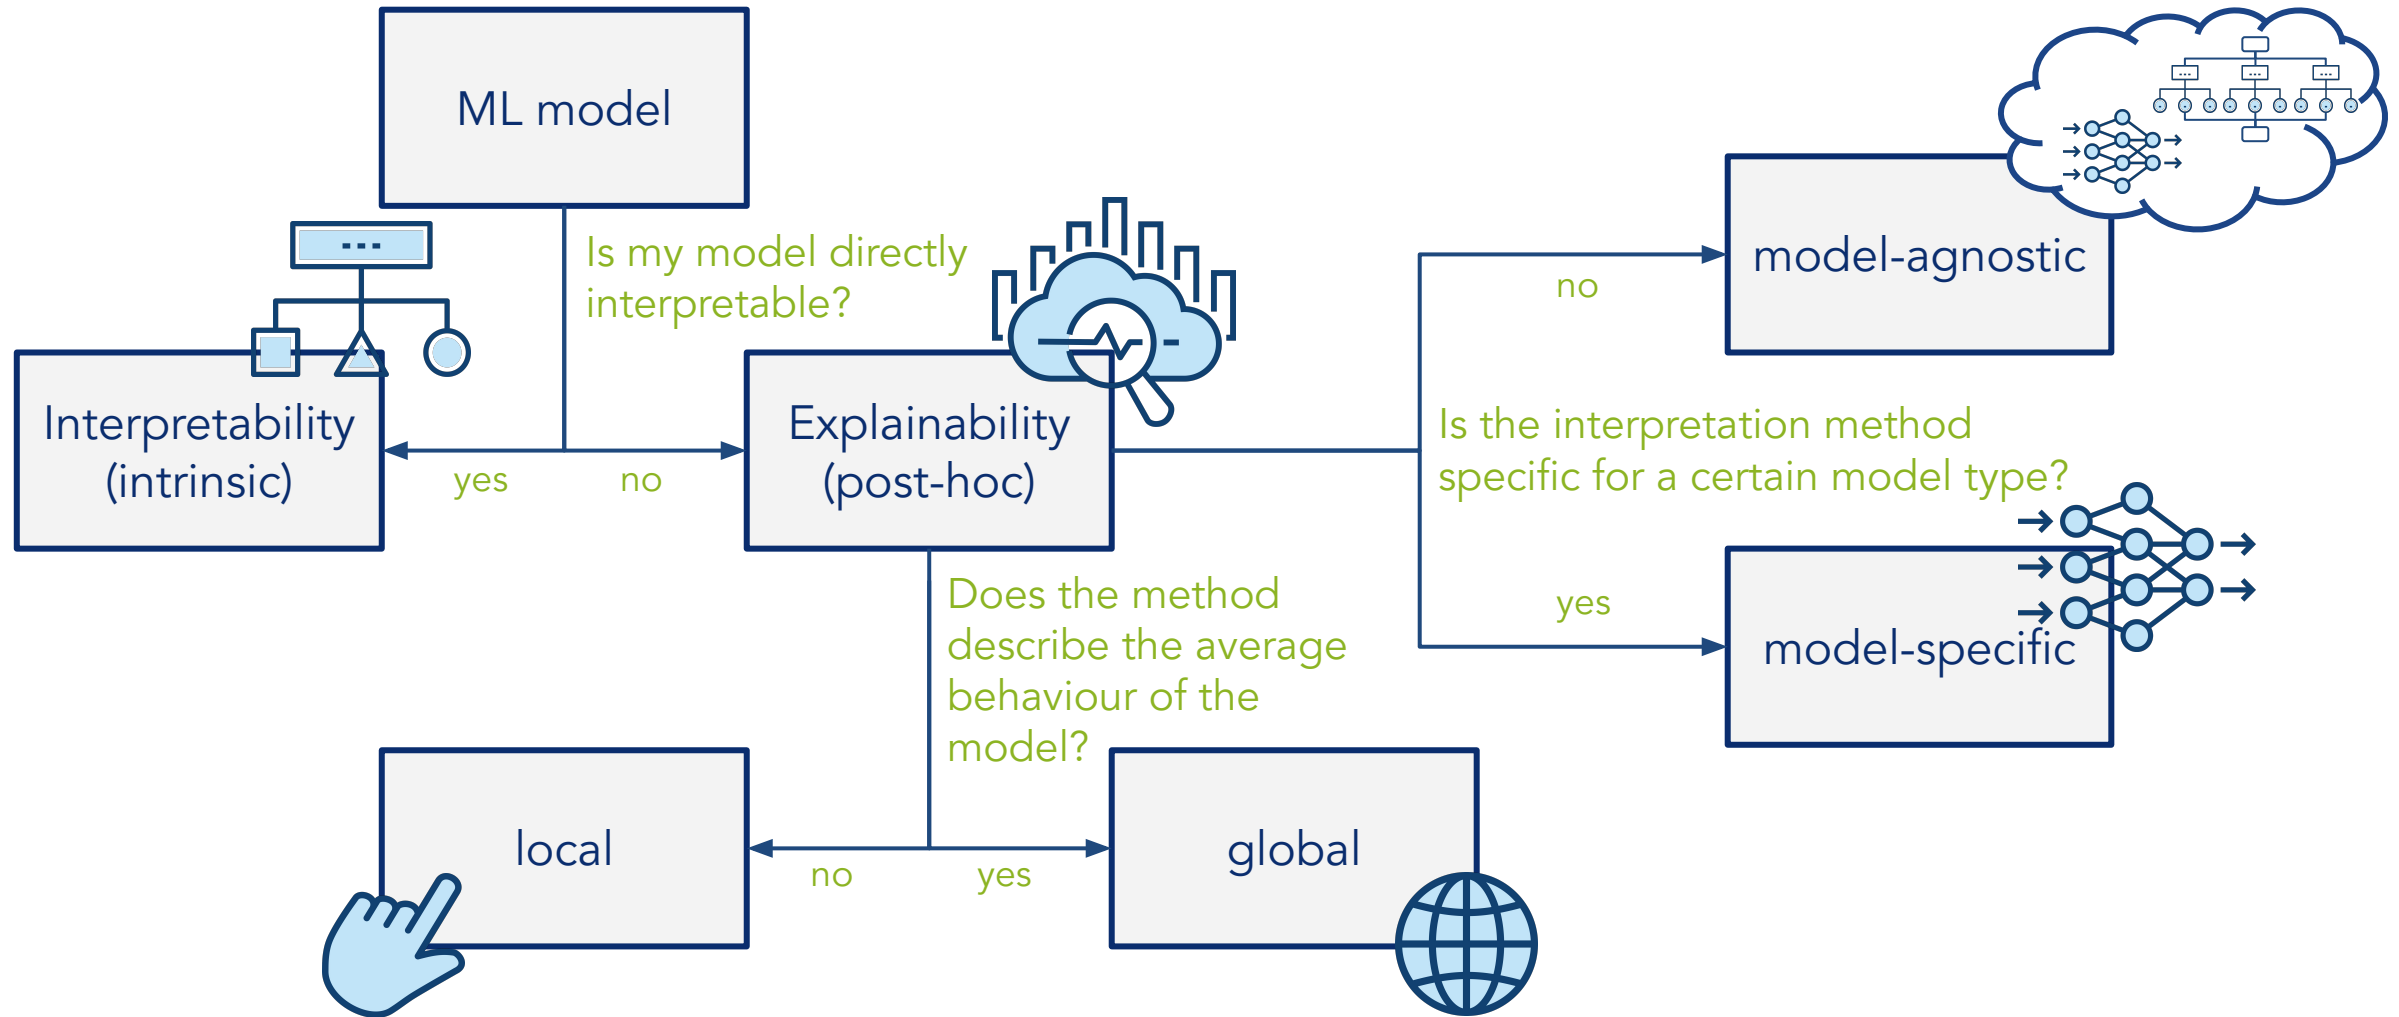 ML model
Is my model directly
interpretable?
Interpretability
(intrinsic)
yes
no
Explainability
(post-hoc)
no
model-agnostic
Is the interpretation method
specific for a certain model type?
yes
model-specific
Does the method
describe the average
behaviour of the
model?
local
no
yes
global